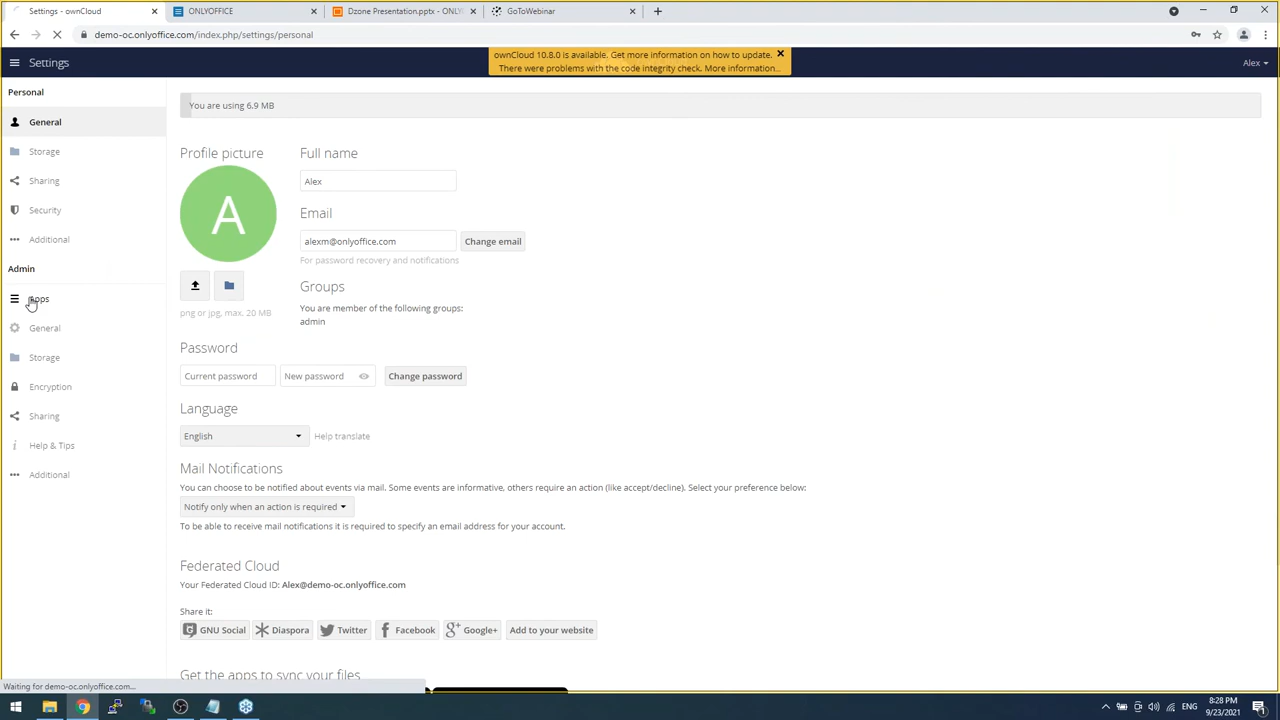 Settings - ownCloud
ONLYOFFICE
Dzone Presentation.pptx - ONLY
GoToWebinar
demo-oc.onlyoffice.com/index.php/settings/personal
Settings
ownCloud 10.8.0 is available. Get more information on how to update.
There were problems with the code integrity check. More information...
Alex
Personal
General
Storage
Sharing
Security
Additional
Admin
Apps
General
Storage
Encryption
Sharing
Help & Tips
Additional
You are using 6.9 MB
Profile picture
A
png or jpg, max. 20 MB
Full name
Alex
Email
alexm@onlyoffice.com
Change email
For password recovery and notifications
Groups
You are member of the following groups:
admin
Password
Current password
New password
Change password
Language
English
Help translate
Mail Notifications
You can choose to be notified about events via mail. Some events are informative, others require an action (like accept/decline). Select your preference below:
Notify only when an action is required
To be able to receive mail notifications it is required to specify an email address for your account.
Federated Cloud
Your Federated Cloud ID: Alex@demo-oc.onlyoffice.com
Share it:
GNU Social
Diaspora
Twitter
Facebook
Google+
Add to your website
Get the apps to sync your files
Waiting for demo-oc.onlyoffice.com...
ENG
8:28 PM
9/23/2021